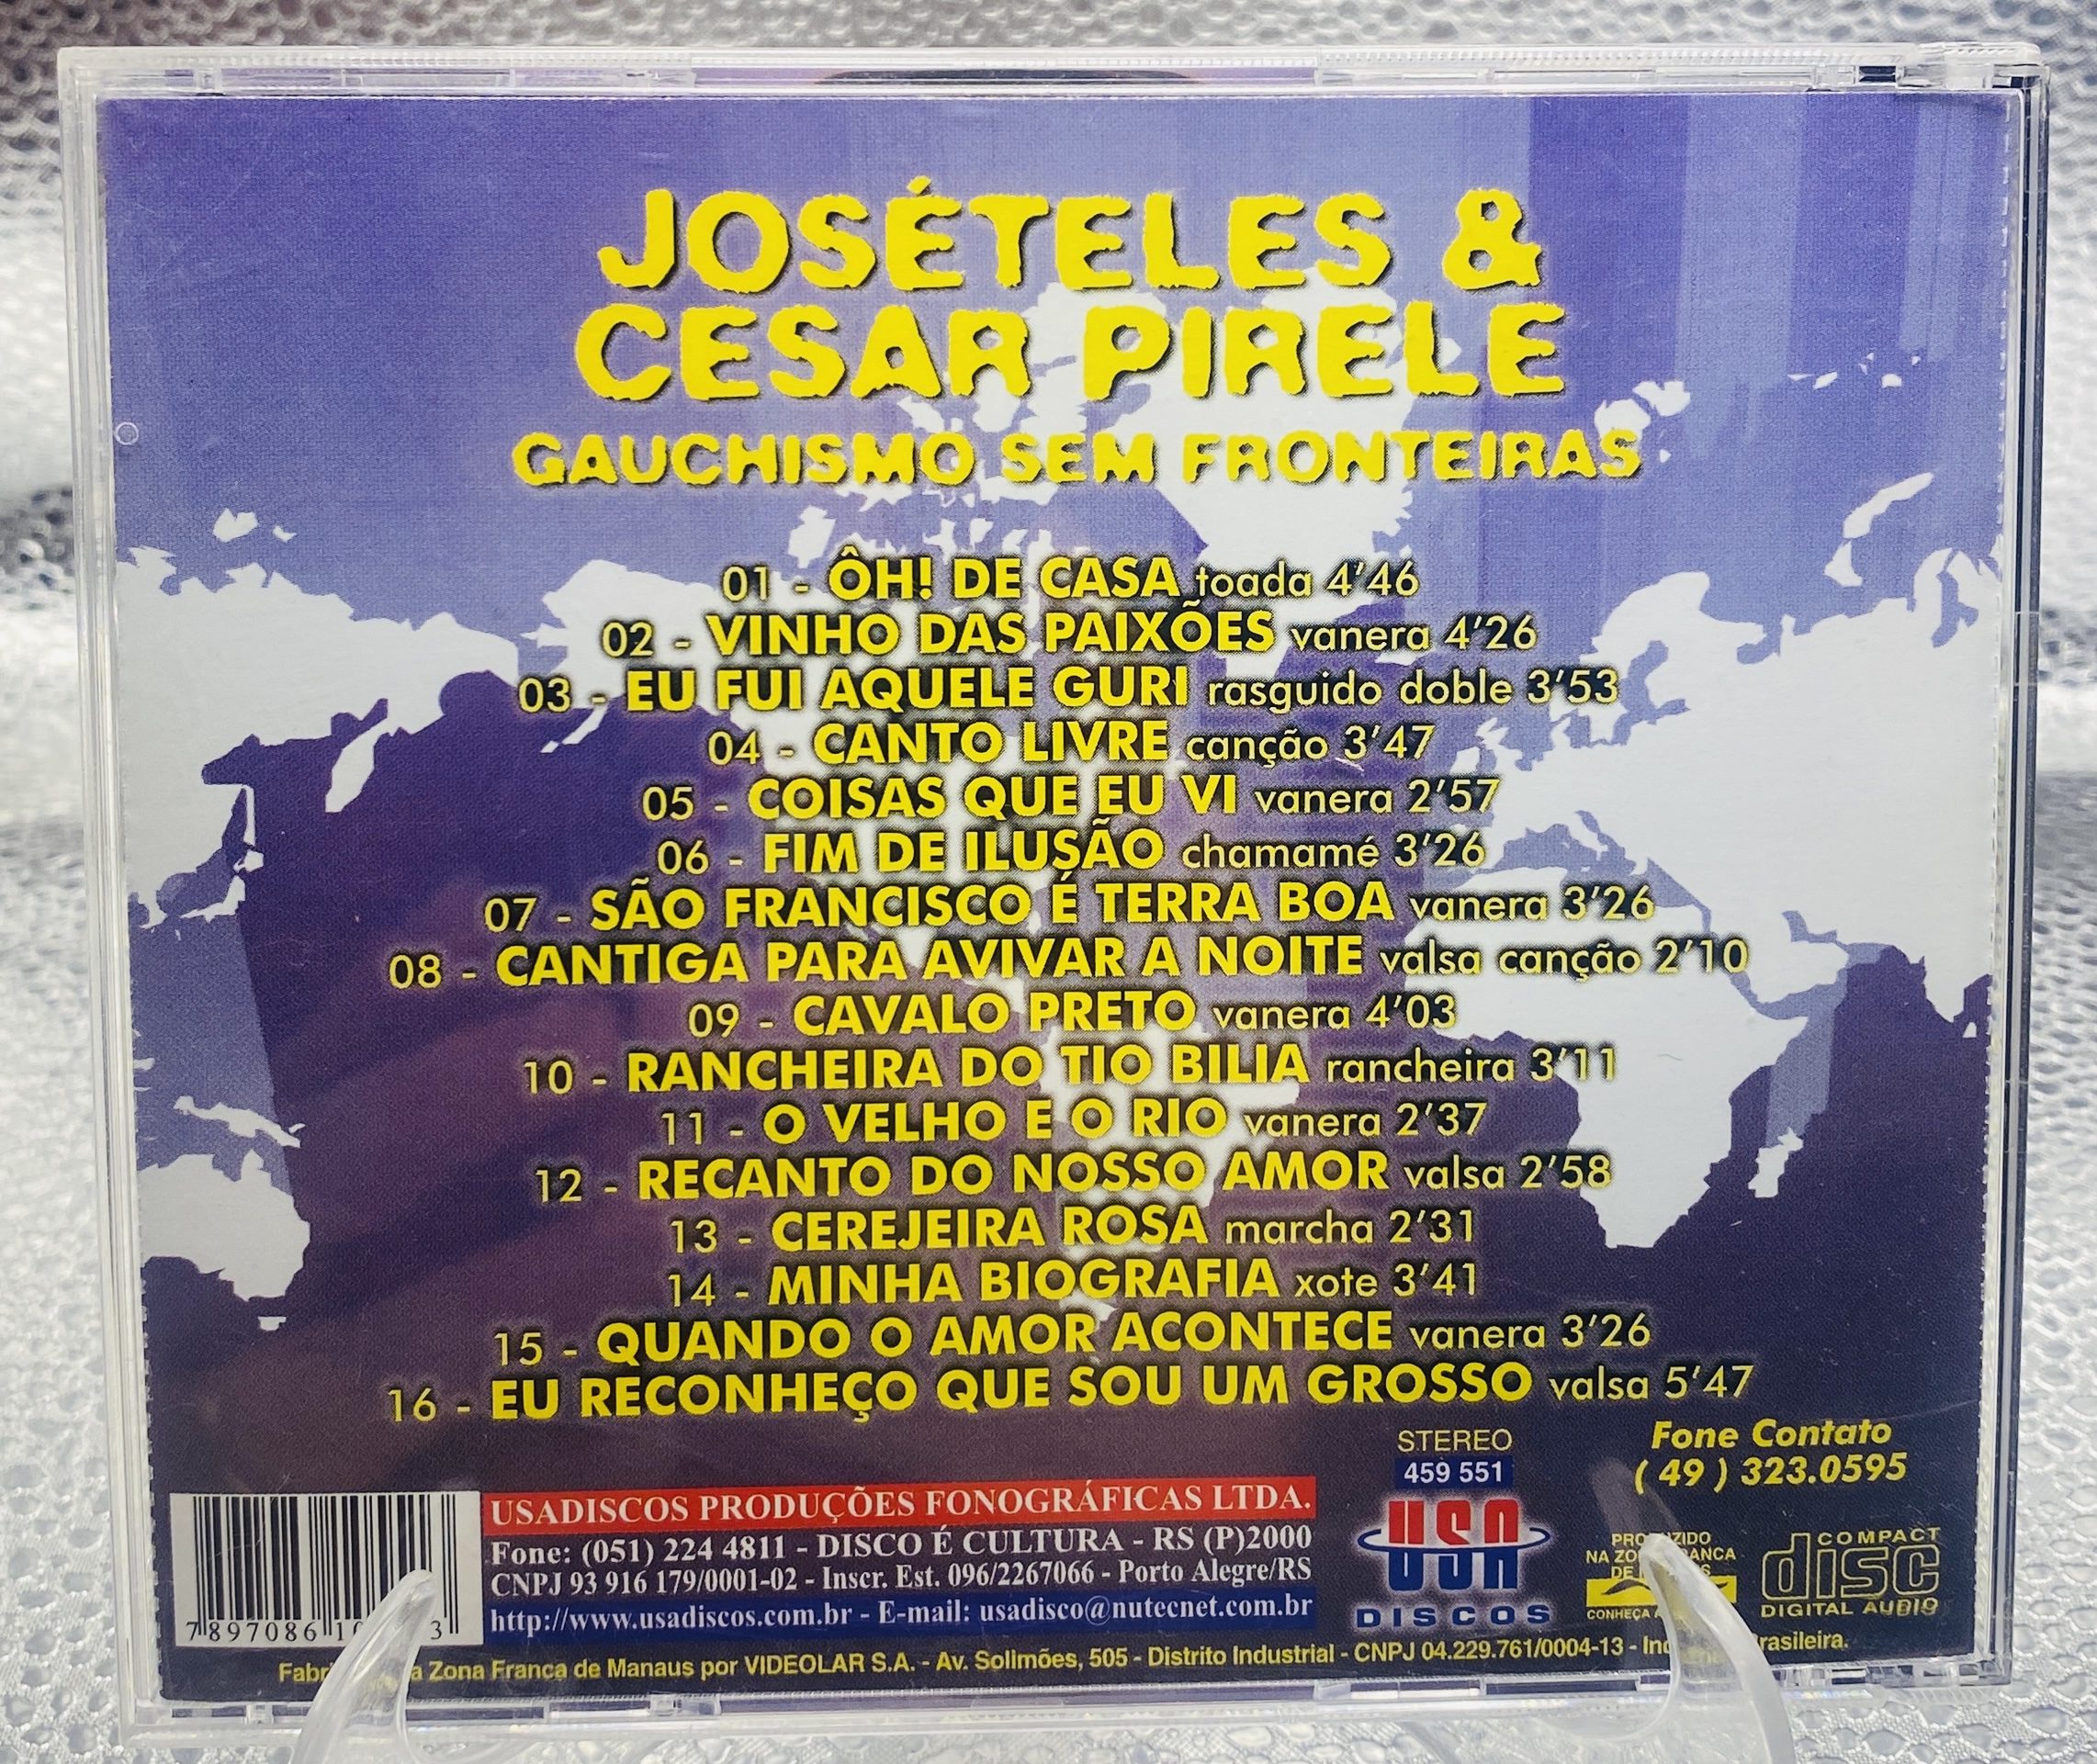 JOSÉTELES &
CESAR PIRELE
GAUCHISMO SEM FRONTEIRAS
01 - ÔH! DE CASA toada 4'46
02 - VINHO DAS PAIXÕES vanera 4'26
03 - EU FUI AQUELE GURI rasguido doble 3'53
04 - CANTO LIVRE canção 3'47
05 - COISAS QUE EU VI vanera 2'57
06 - FIM DE ILUSÃO chamamé 3'26
07 - SÃO FRANCISCO É TERRA BOA vanera 3'26
08 - CANTIGA PARA AVIVAR A NOITE valsa canção 2'10
09 - CAVALO PRETO vanera 4'03
10 - RANCHEIRA DO TIO BILIA rancheira 3'11
11 - O VELHO E O RIO vanera 2'37
12 - RECANTO DO NOSSO AMOR valsa 2'58
13 - CEREJEIRA ROSA marcha 2'31
14 - MINHA BIOGRAFIA xote 3'41
15 - QUANDO O AMOR ACONTECE vanera 3'26
16 - EU RECONHEÇO QUE SOU UM GROSSO valsa 5'47
Fone Contato
( 49 ) 323.0595
STEREO
459 551
USA
DISCOS
USADISCOS PRODUÇÕES FONOGRÁFICAS LTDA.
Fone: (051) 224 4811 - DISCO É CULTURA - RS (P)2000
CNPJ 93 916 179/0001-02 - Inscr. Est. 096/2267066 - Porto Alegre/RS
http://www.usadiscos.com.br - E-mail: usadisco@nutecnet.com.br
7 897086 1
3
NA
DE
CONHEÇA
COMPACT
disc
DIGITAL AUDIO
Zona Franca de Manaus por VIDEOLAR S.A. - Av. Solimões, 505 - Distrito Industrial - CNPJ 04.229.761/0004-13 -